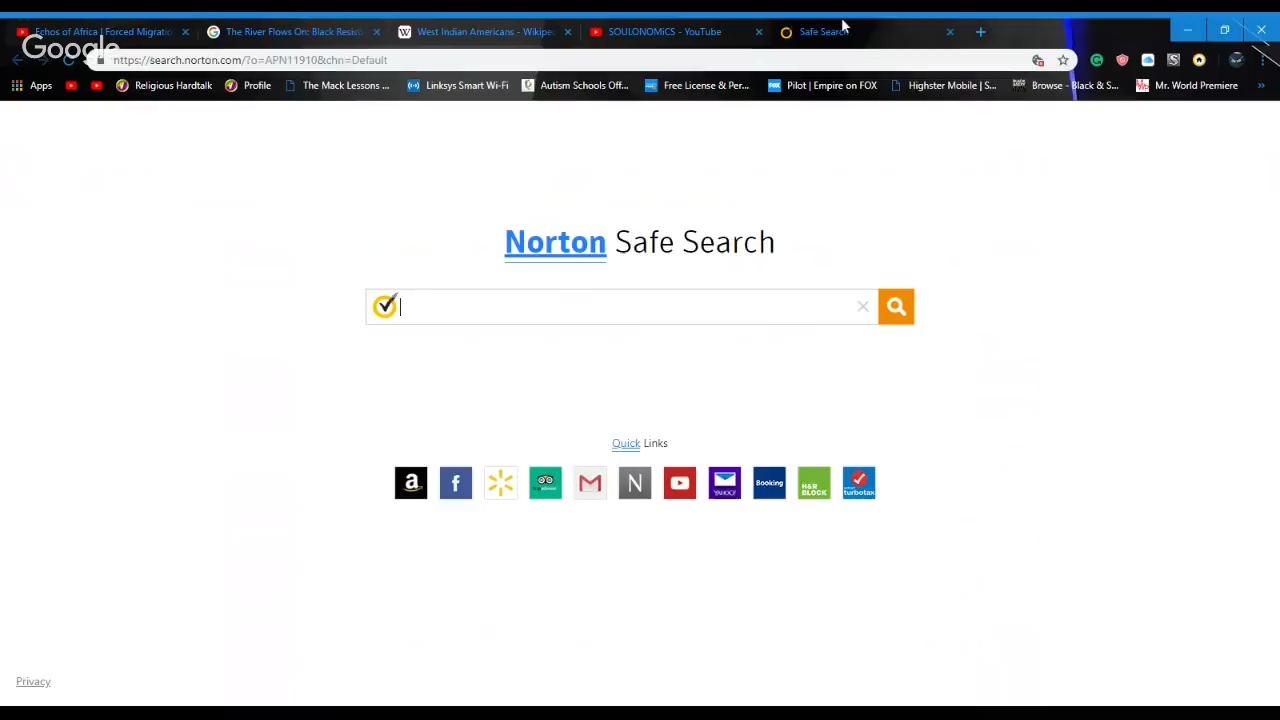 Echos of Africa | Forced Migratio
The River Flows On: Black Resist
West Indian Americans - Wikipe
SOULONOMiCS - YouTube
Safe Search
Google
https://search.norton.com/?o=APN11910&chn=Default
Apps
Religious Hardtalk
Profile
The Mack Lessons ...
Linksys Smart Wi-Fi
Autism Schools Off...
Free License & Per...
Pilot | Empire on FOX
Highster Mobile | S...
Browse - Black & S...
Mr. World Premiere
Norton Safe Search
Quick Links
YAHOO!
Booking
H&R BLOCK
turbotax
Privacy